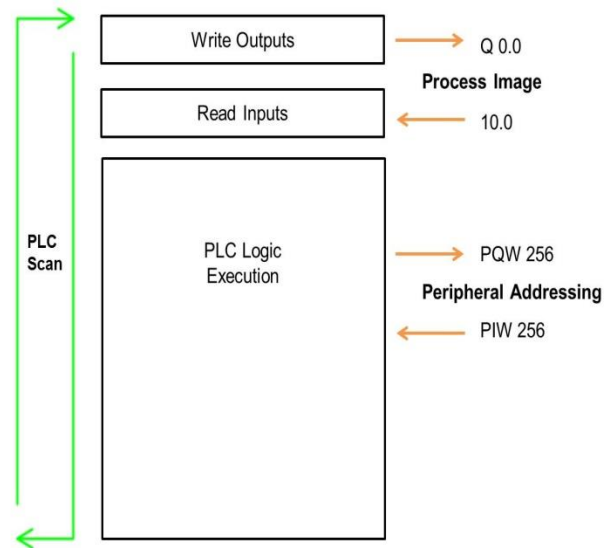 Write Outputs
Q 0.0
Process Image
Read Inputs
10.0
PLC
Scan
PLC Logic
Execution
PQW 256
Peripheral Addressing
PIW 256